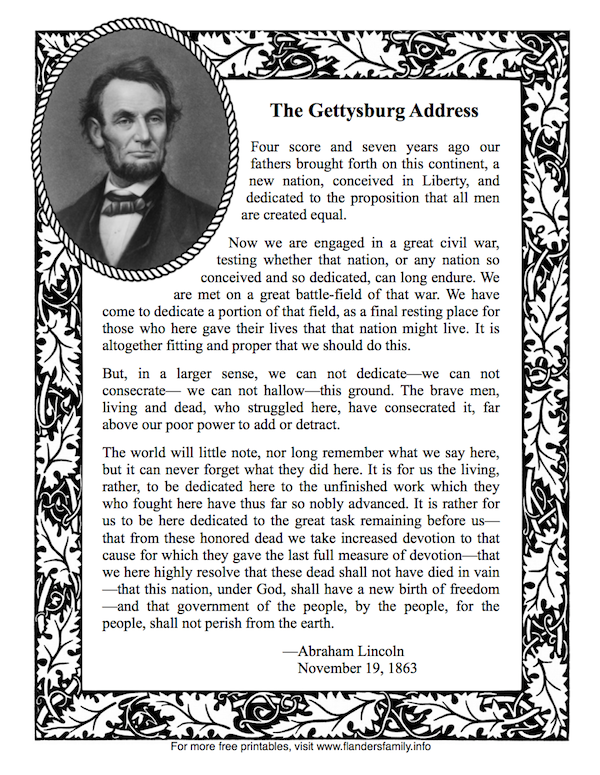 The Gettysburg Address
Four score and seven years ago our
fathers brought forth on this continent, a
new nation, conceived in Liberty, and
dedicated to the proposition that all men
are created equal.
Now we are engaged in a great civil war,
testing whether that nation, or any nation so
conceived and so dedicated, can long endure. We
are met on a great battle-field of that war. We have
come to dedicate a portion of that field, as a final resting place for
those who here gave their lives that that nation might live. It is
altogether fitting and proper that we should do this.
But, in a larger sense, we can not dedicate—we can not
consecrate— we can not hallow—this ground. The brave men,
living and dead, who struggled here, have consecrated it, far
above our poor power to add or detract.
The world will little note, nor long remember what we say here,
but it can never forget what they did here. It is for us the living,
rather, to be dedicated here to the unfinished work which they
who fought here have thus far so nobly advanced. It is rather for
us to be here dedicated to the great task remaining before us—
that from these honored dead we take increased devotion to that
cause for which they gave the last full measure of devotion—that
we here highly resolve that these dead shall not have died in vain
—that this nation, under God, shall have a new birth of freedom
—and that government of the people, by the people, for the
people, shall not perish from the earth.
—Abraham Lincoln
November 19, 1863
For more free printables, visit www.flandersfamily.info